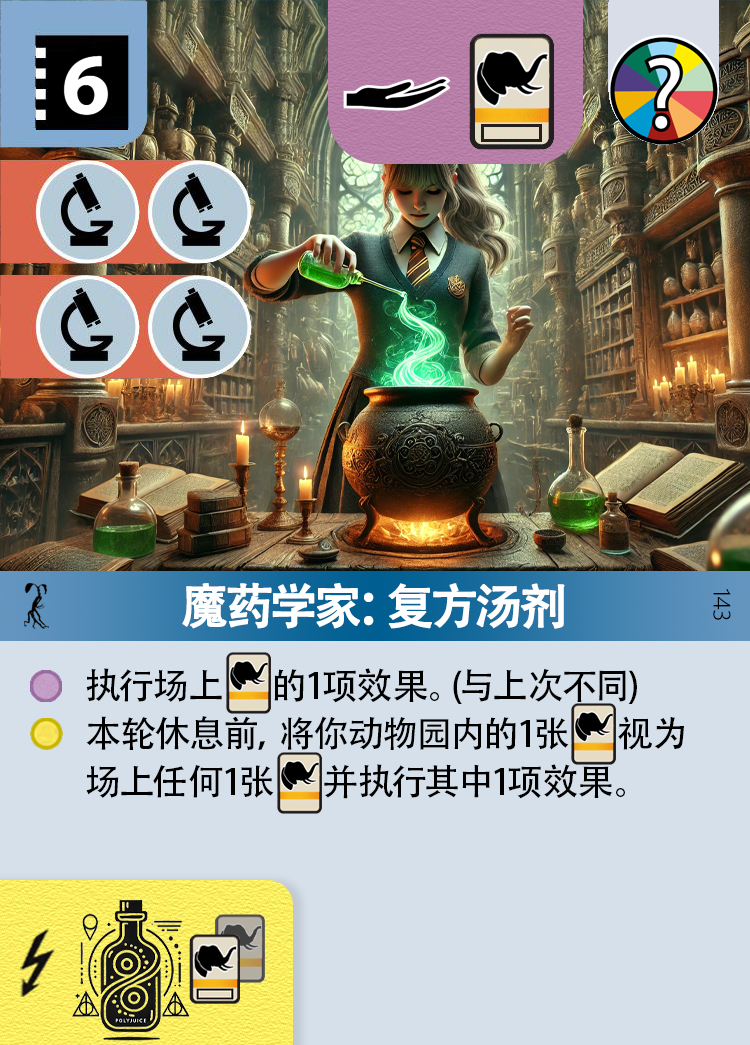 6
?
魔药学家: 复方汤剂
143
执行场上的1项效果。(与上次不同)
本轮休息前, 将你动物园内的1张视为
场上任何1张并执行其中1项效果。
POLYJUICE